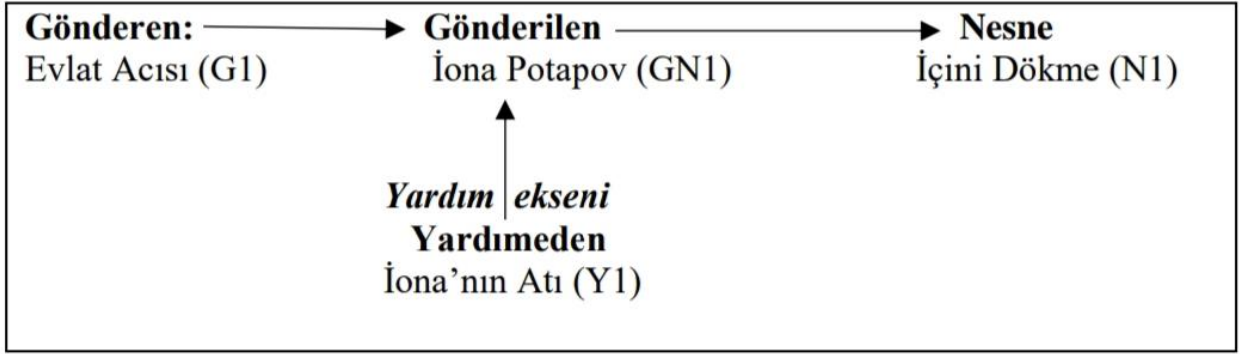 Gönderen: Gönderilen Nesne
Evlat Acısı (G1) İona Potapov (GN1) İçini Dökme (N1)
Yardım ekseni
Yardımeden
İona’nın Atı (Y1)